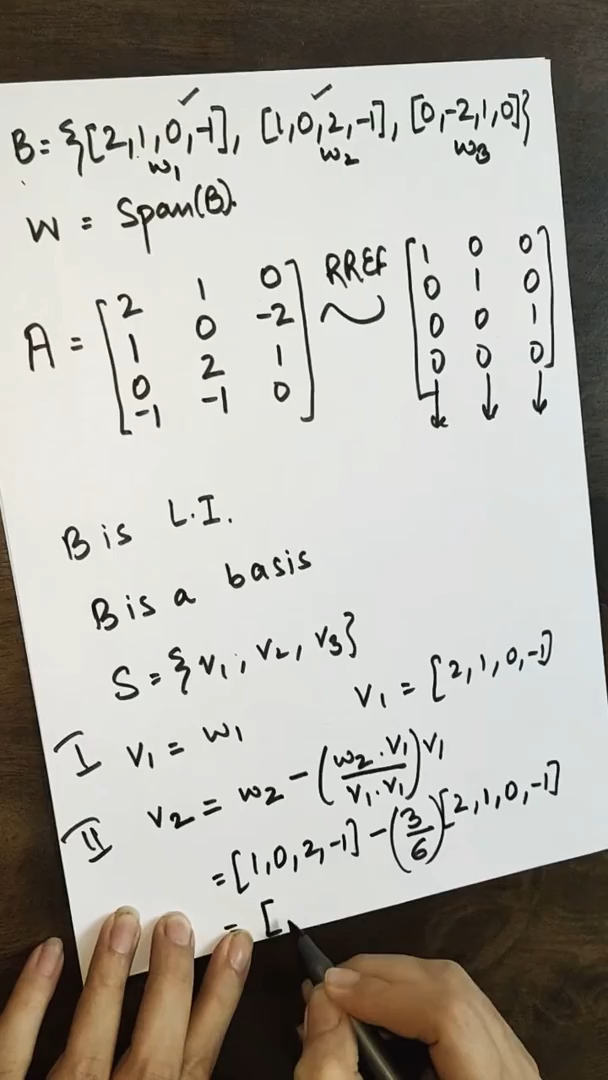 B = {[2,1,0,-1], [1,0,2,-1], [0,-2,1,0]}
w₁ w₂ w₃
W = Span(B).
A = [2 1 0 RREF [1 0 0]
1 0 -2 ~ 0 1 0
0 2 1 0 0 1
-1 -1 0] 0 0 0]
B is L.I.
B is a basis
S = {v₁, v₂, v₃}
I v₁ = w₁ v₁ = [2,1,0,-1]
II v₂ = w₂ - (w₂·v₁ / v₁·v₁) v₁
= [1,0,2,-1] - (3/6) [2,1,0,-1]
= [